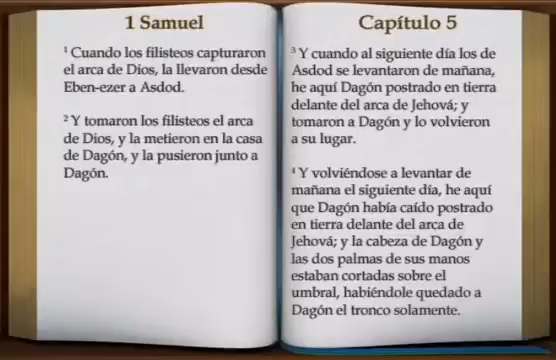 1 Samuel
¹ Cuando los filisteos capturaron
el arca de Dios, la llevaron desde
Eben-ezer a Asdod.
² Y tomaron los filisteos el arca
de Dios, y la metieron en la casa
de Dagón, y la pusieron junto a
Dagón.
Capítulo 5
³ Y cuando al siguiente día los de
Asdod se levantaron de mañana,
he aquí Dagón postrado en tierra
delante del arca de Jehová; y
tomaron a Dagón y lo volvieron
a su lugar.
⁴ Y volviéndose a levantar de
mañana el siguiente día, he aquí
que Dagón había caído postrado
en tierra delante del arca de
Jehová; y la cabeza de Dagón y
las dos palmas de sus manos
estaban cortadas sobre el
umbral, habiéndole quedado a
Dagón el tronco solamente.